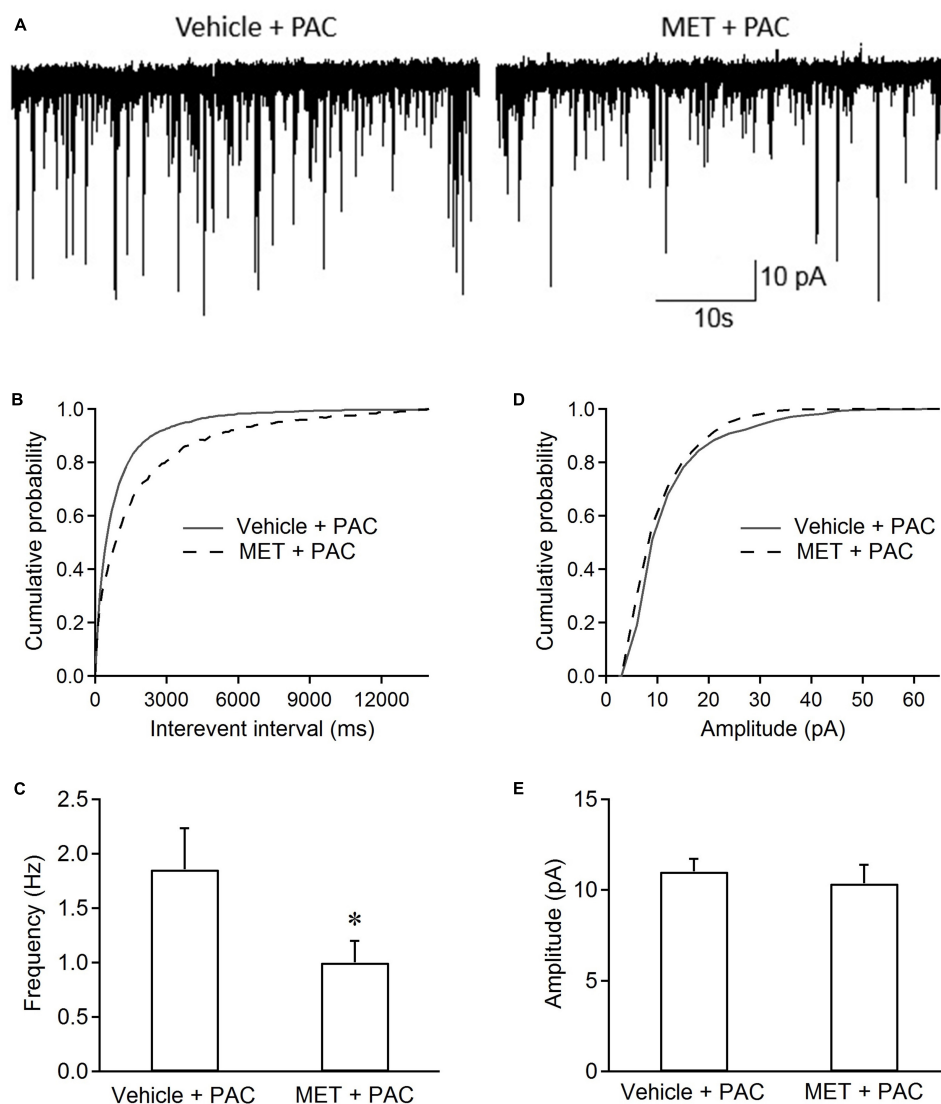 A
Vehicle + PAC
MET + PAC
10 pA
10s
B
Cumulative probability
1.0
0.8
0.6
0.4
0.2
0.0
Vehicle + PAC
MET + PAC
0 3000 6000 9000 12000
Interevent interval (ms)
D
Cumulative probability
1.0
0.8
0.6
0.4
0.2
0.0
Vehicle + PAC
MET + PAC
0 10 20 30 40 50 60
Amplitude (pA)
C
Frequency (Hz)
2.5
2.0
1.5
1.0
0.5
0.0
*
Vehicle + PAC MET + PAC
E
Amplitude (pA)
15
10
5
0
Vehicle + PAC MET + PAC